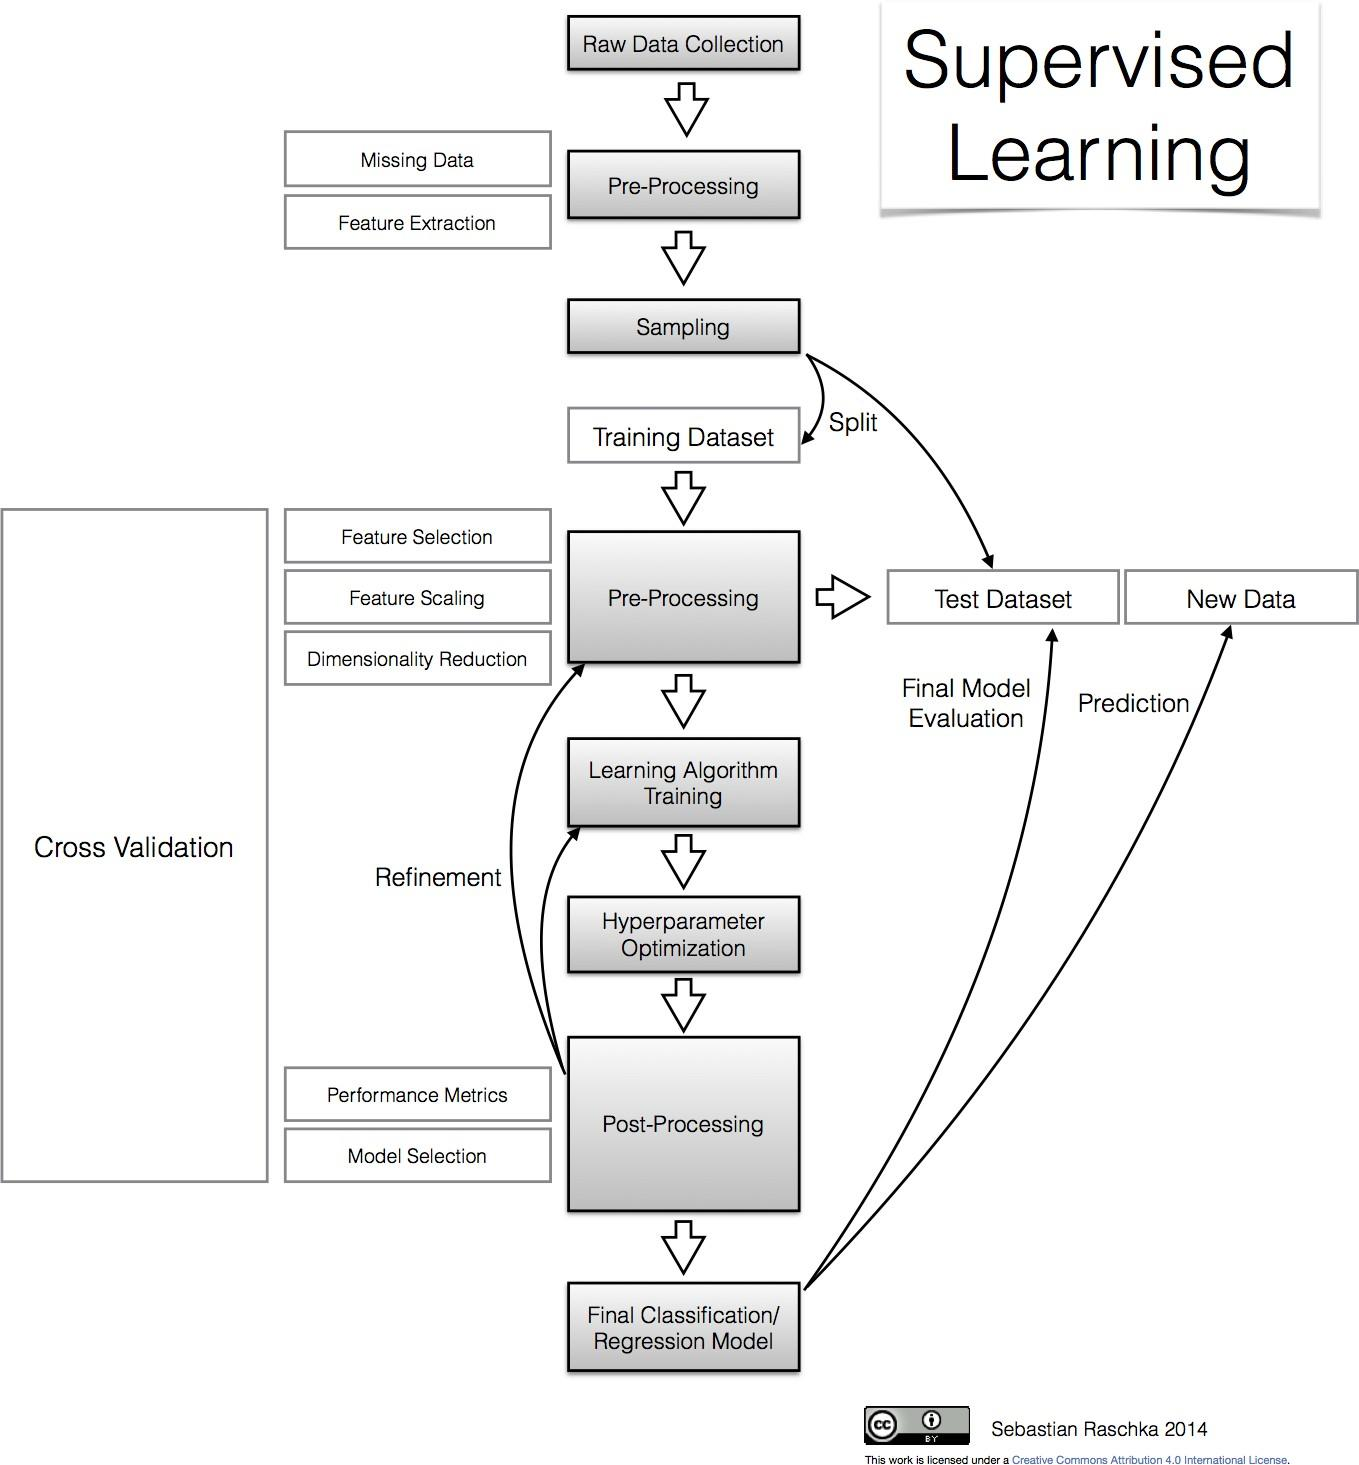 Supervised
Learning
Raw Data Collection
Missing Data
Pre-Processing
Feature Extraction
Sampling
Split
Training Dataset
Feature Selection
Feature Scaling
Pre-Processing
Test Dataset
New Data
Dimensionality Reduction
Final Model
Evaluation
Prediction
Learning Algorithm
Training
Cross Validation
Refinement
Hyperparameter
Optimization
Performance Metrics
Post-Processing
Model Selection
Final Classification/
Regression Model
cc
BY
Sebastian Raschka 2014
This work is licensed under a Creative Commons Attribution 4.0 International License.